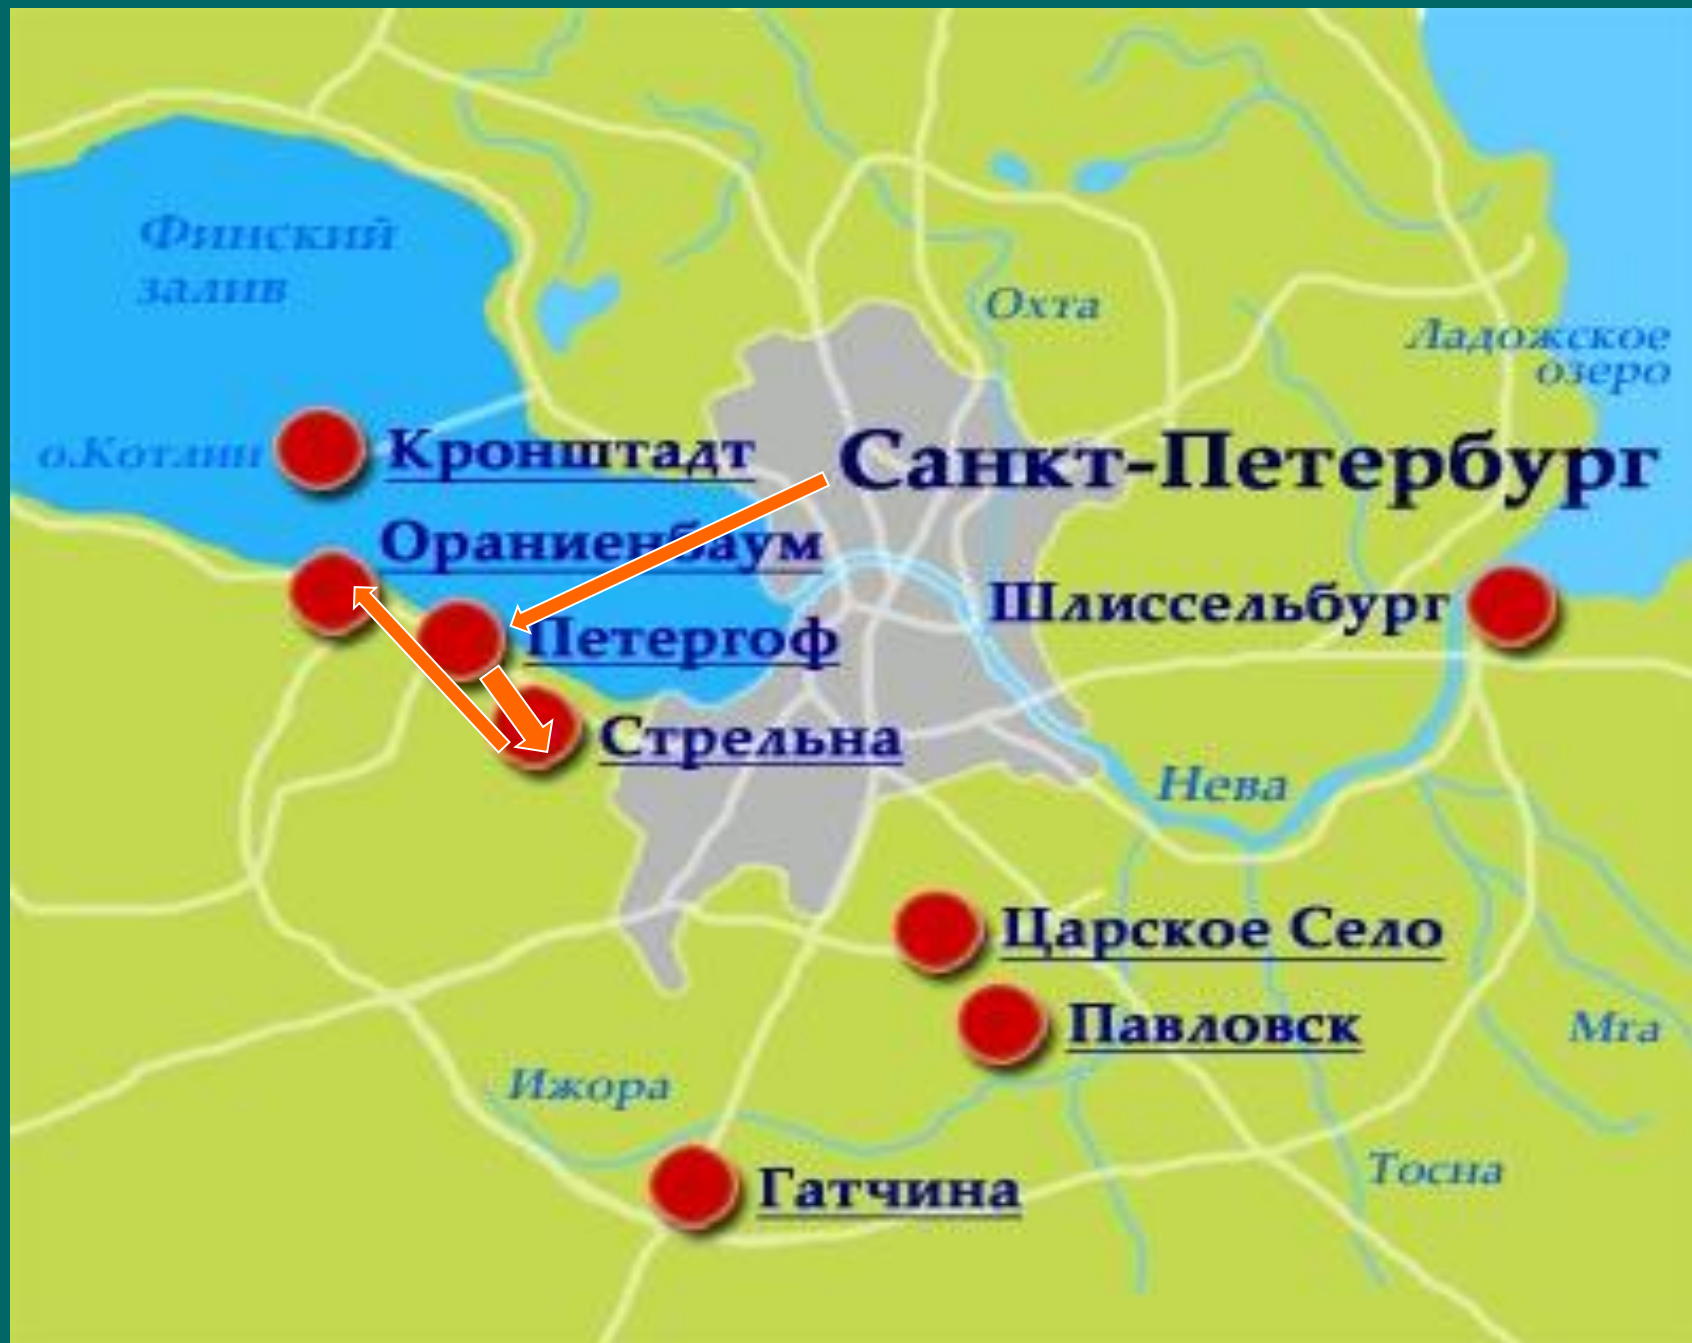 Финский
залив
Охта
Ладожское
озеро
о.Котлин
Кронштадт
Санкт-Петербург
Ораниенбаум
Шлиссельбург
Петергоф
Стрельна
Нева
Царское Село
Павловск
Мга
Ижора
Тосна
Гатчина